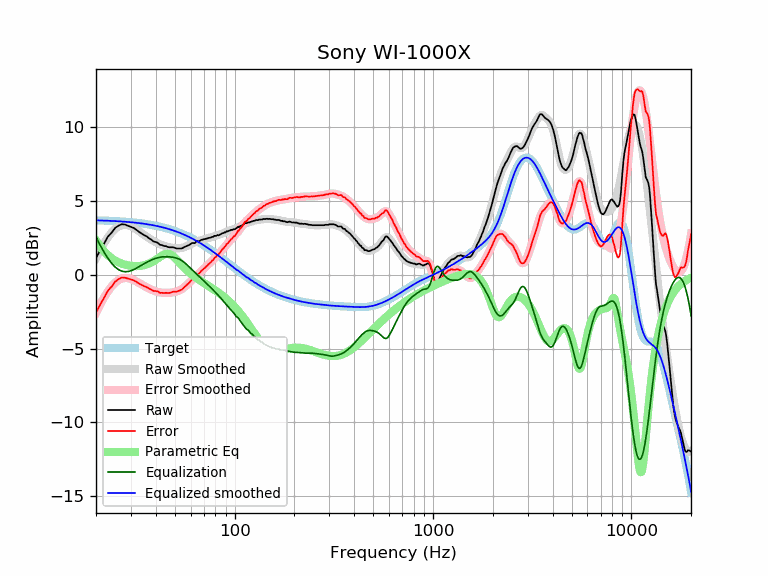 Sony WI-1000X
Amplitude (dBr)
10
5
0
−5
−10
−15
Target
Raw Smoothed
Error Smoothed
Raw
Error
Parametric Eq
Equalization
Equalized smoothed
100
1000
10000
Frequency (Hz)